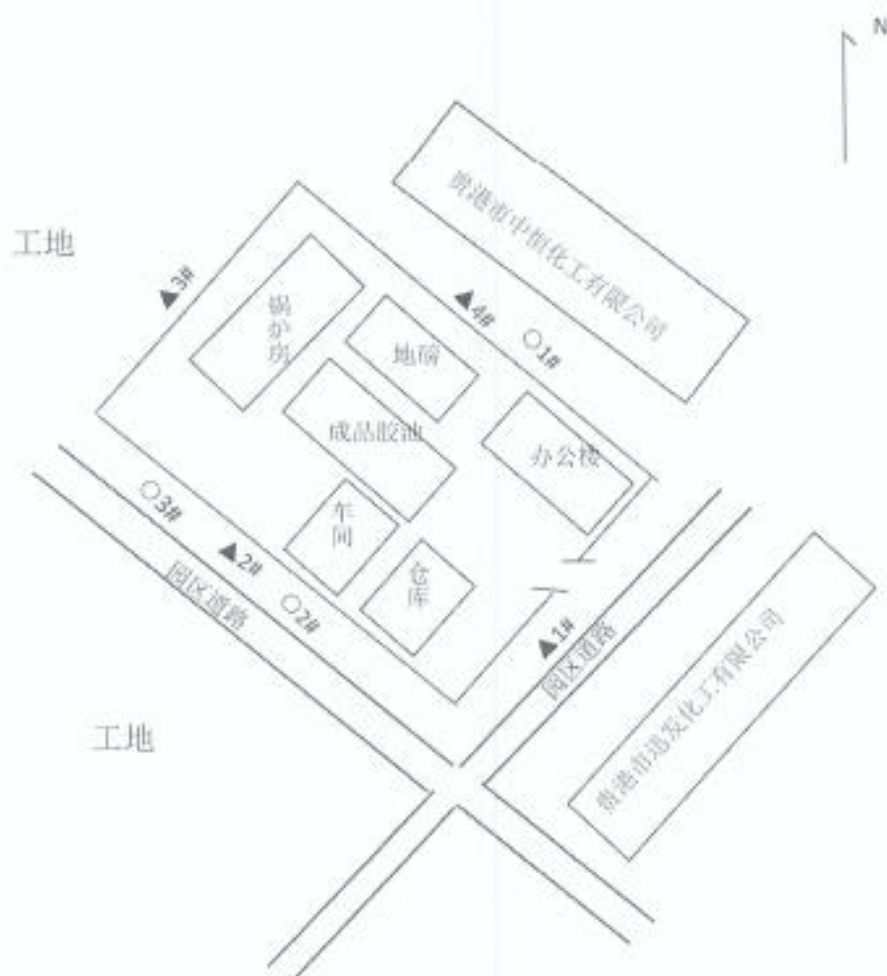 N
贵港市中恒化工有限公司
工地
▲3#
锅炉房
▲4#
○1#
地磅
成品胶池
办公楼
车间
仓库
○3#
▲2#
园区道路
○2#
▲1#
园区道路
贵港市迅发化工有限公司
工地